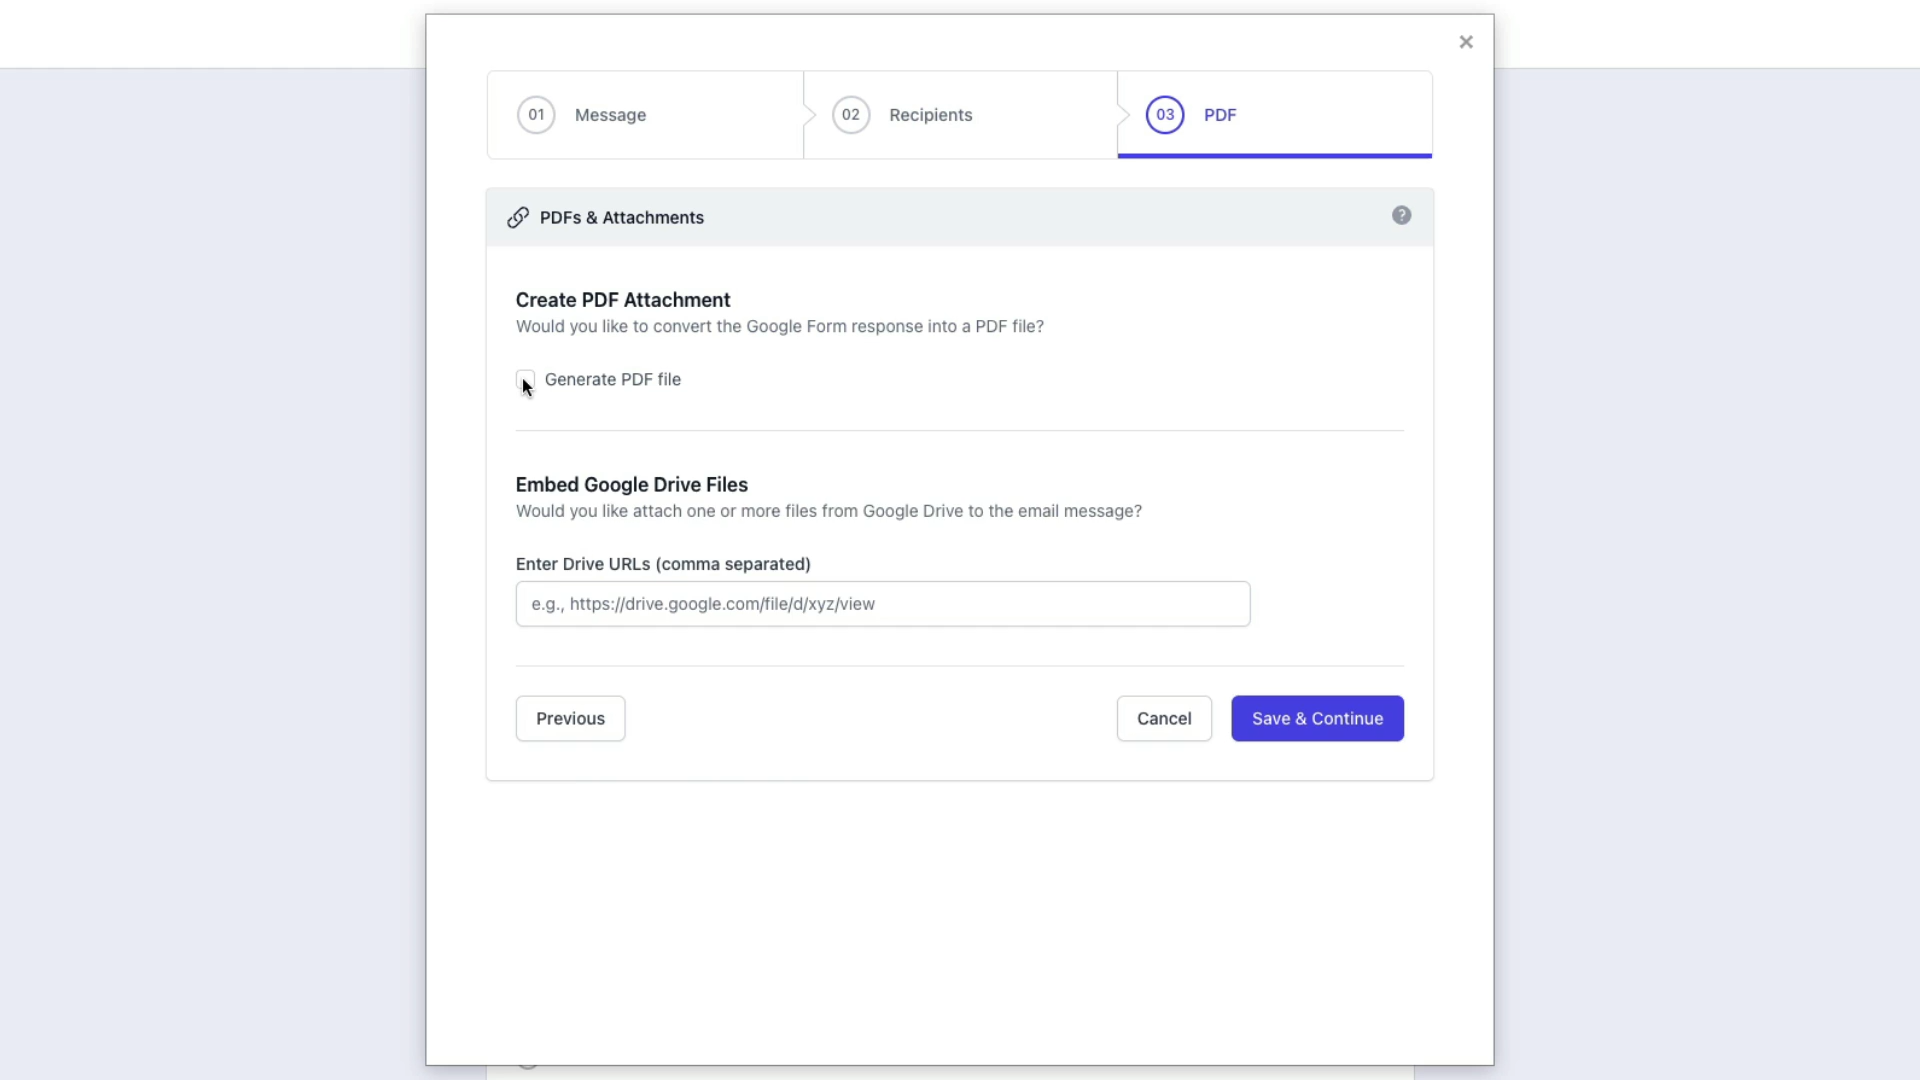 ×
01 Message
02 Recipients
03 PDF
PDFs & Attachments
?
Create PDF Attachment
Would you like to convert the Google Form response into a PDF file?
Generate PDF file
Embed Google Drive Files
Would you like attach one or more files from Google Drive to the email message?
Enter Drive URLs (comma separated)
e.g., https://drive.google.com/file/d/xyz/view
Previous
Cancel
Save & Continue